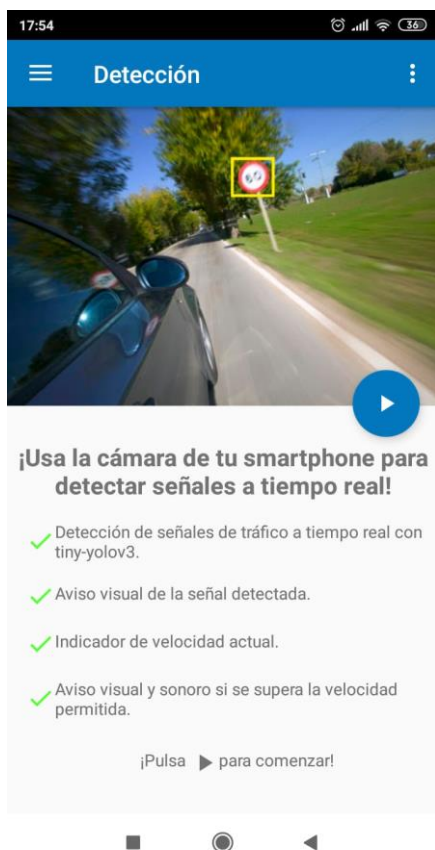 17:54
36
Detección
¡Usa la cámara de tu smartphone para
detectar señales a tiempo real!
Detección de señales de tráfico a tiempo real con
tiny-yolov3.
Aviso visual de la señal detectada.
Indicador de velocidad actual.
Aviso visual y sonoro si se supera la velocidad
permitida.
¡Pulsa para comenzar!